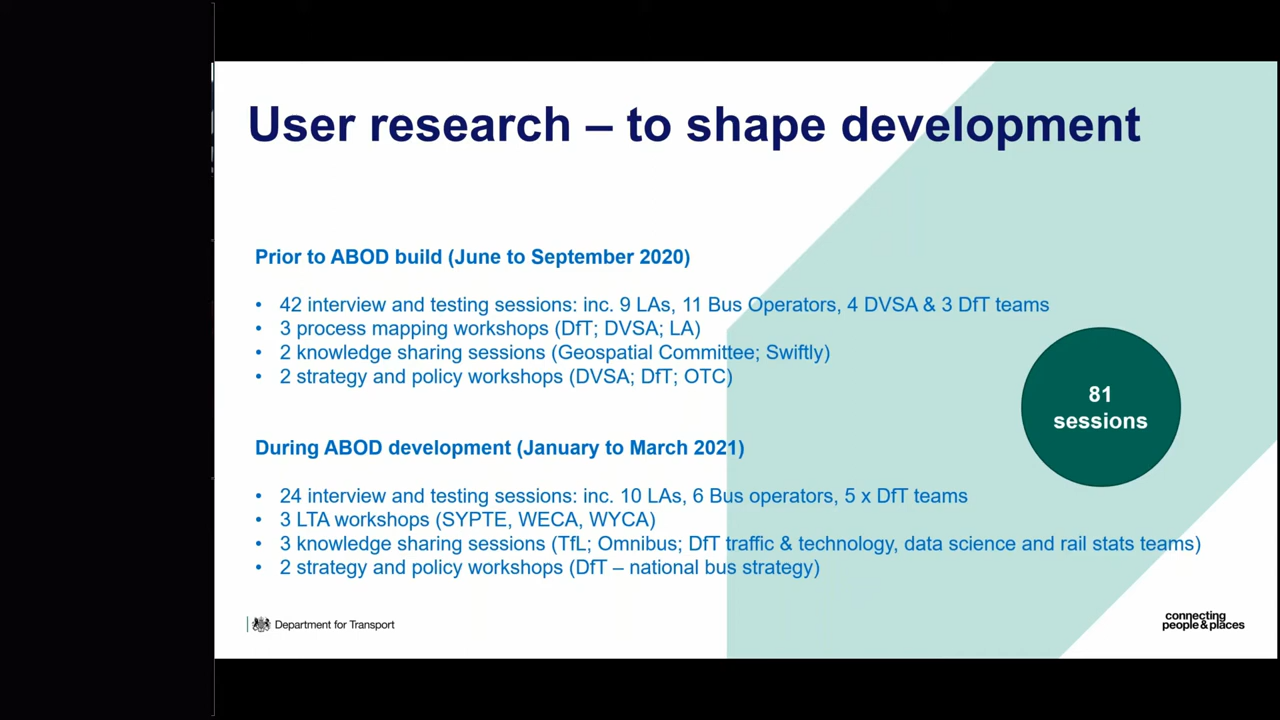 User research – to shape development
Prior to ABOD build (June to September 2020)
• 42 interview and testing sessions: inc. 9 LAs, 11 Bus Operators, 4 DVSA & 3 DfT teams
• 3 process mapping workshops (DfT; DVSA; LA)
• 2 knowledge sharing sessions (Geospatial Committee; Swiftly)
• 2 strategy and policy workshops (DVSA; DfT; OTC)
81
sessions
During ABOD development (January to March 2021)
• 24 interview and testing sessions: inc. 10 LAs, 6 Bus operators, 5 x DfT teams
• 3 LTA workshops (SYPTE, WECA, WYCA)
• 3 knowledge sharing sessions (TfL; Omnibus; DfT traffic & technology, data science and rail stats teams)
• 2 strategy and policy workshops (DfT – national bus strategy)
Department for Transport
connecting
people&places